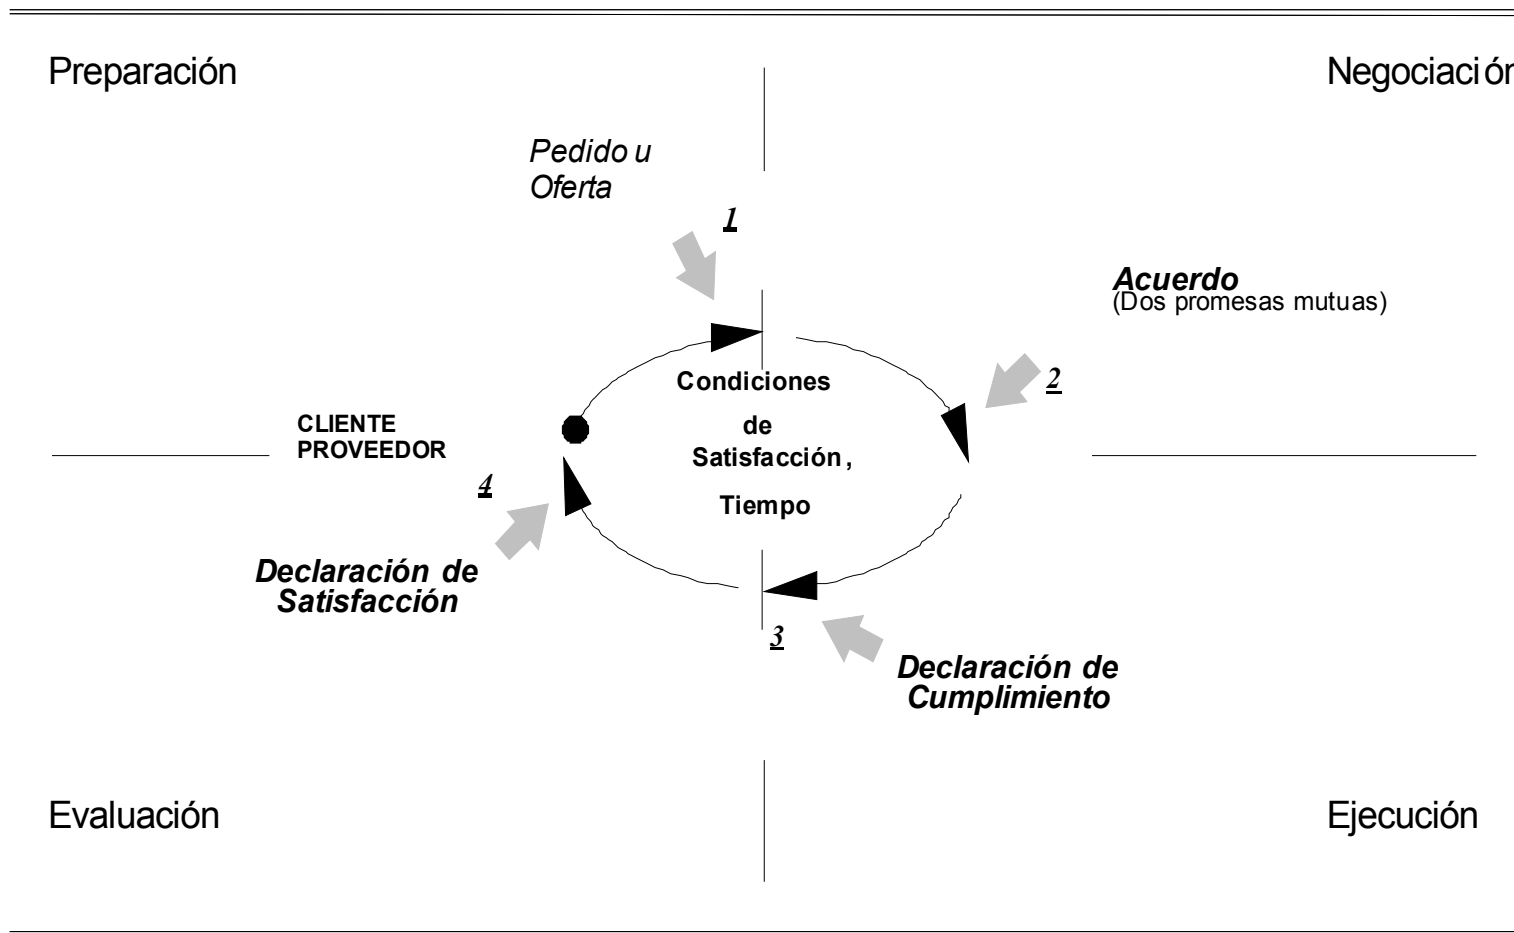 Preparación
Negociación
Pedido u
Oferta
1
Acuerdo
(Dos promesas mutuas)
2
Condiciones
de
Satisfacción,
Tiempo
CLIENTE
PROVEEDOR
4
Declaración de
Satisfacción
3
Declaración de
Cumplimiento
Evaluación
Ejecución